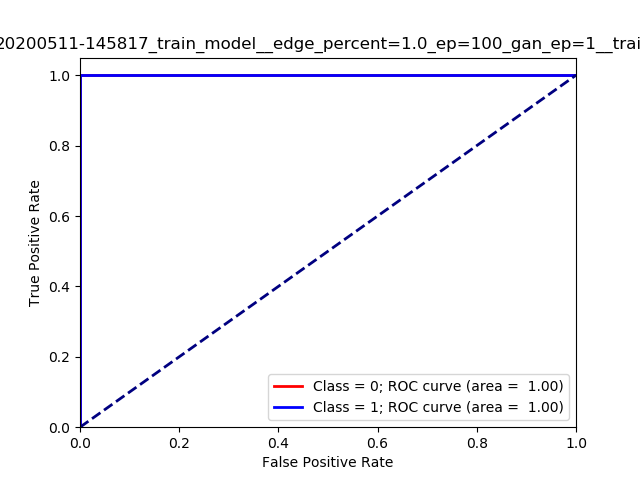 20200511-145817_train_model__edge_percent=1.0_ep=100_gan_ep=1__trai
1.0
0.8
0.6
0.4
0.2
0.0
True Positive Rate
Class = 0; ROC curve (area =  1.00)
Class = 1; ROC curve (area =  1.00)
0.0 0.2 0.4 0.6 0.8 1.0
False Positive Rate